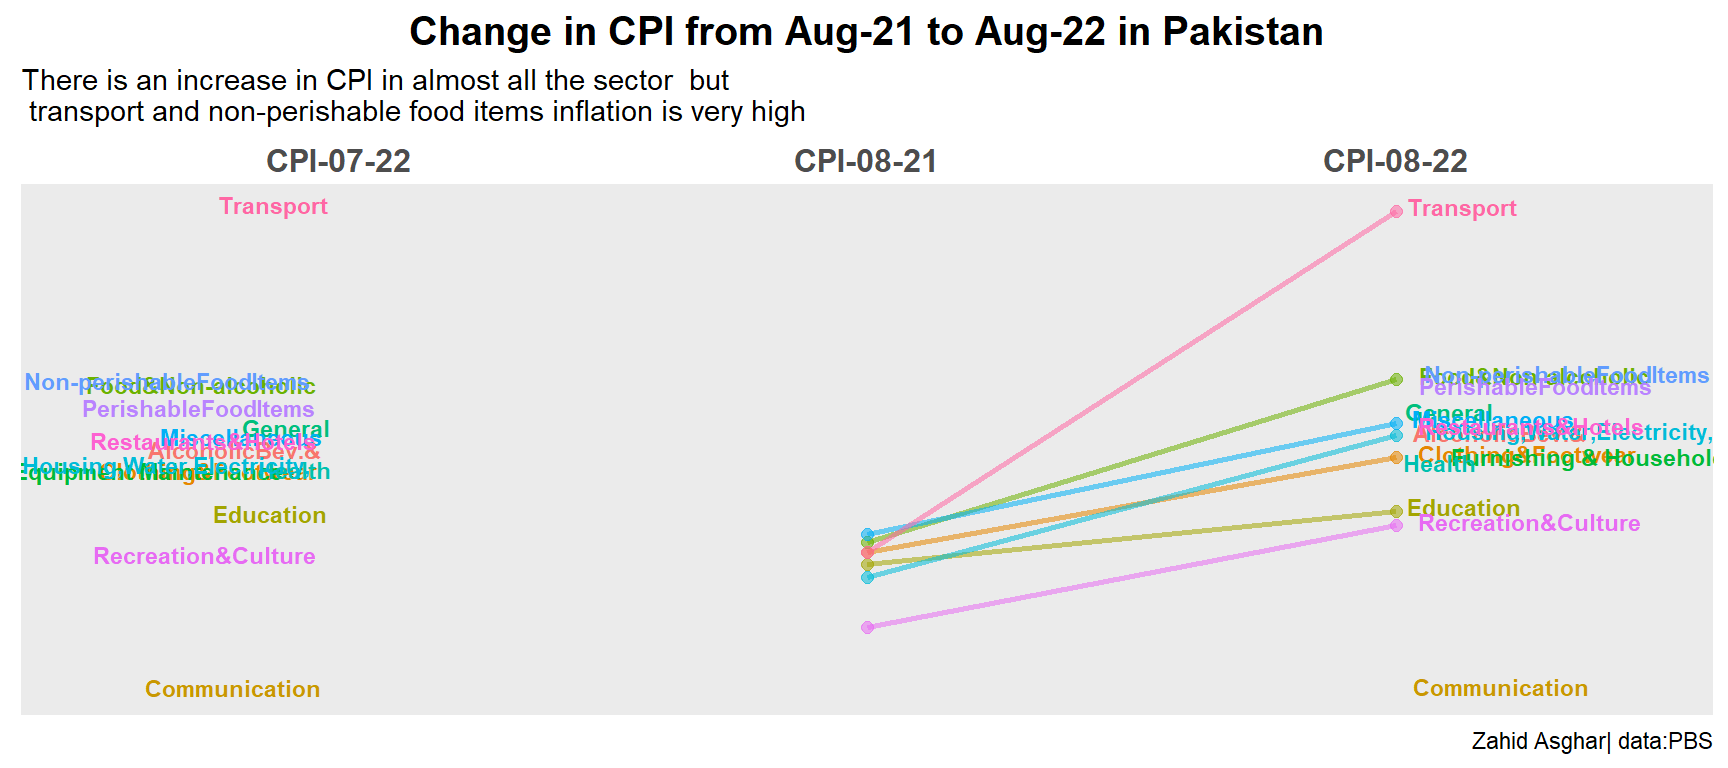 Change in CPI from Aug-21 to Aug-22 in Pakistan
There is an increase in CPI in almost all the sector  but
transport and non-perishable food items inflation is very high
CPI-07-22 CPI-08-21 CPI-08-22
Transport
Non-perishableFoodItems
Food&Non-alcoholic
PerishableFoodItems
General
Miscellaneous
Restaurants&Hotels
AlcoholicBev.&
Housing,Water,Electricity,
Equipment Maintenance
Health
Education
Recreation&Culture
Communication
Transport
Non-perishableFoodItems
Food&Non-alcoholic
PerishableFoodItems
General
Miscellaneous
Restaurants&Hotels
Housing,Water,Electricity,
Clothing&Footwear
Furnishing & Househol
Health
Education
Recreation&Culture
Communication
Zahid Asghar| data:PBS